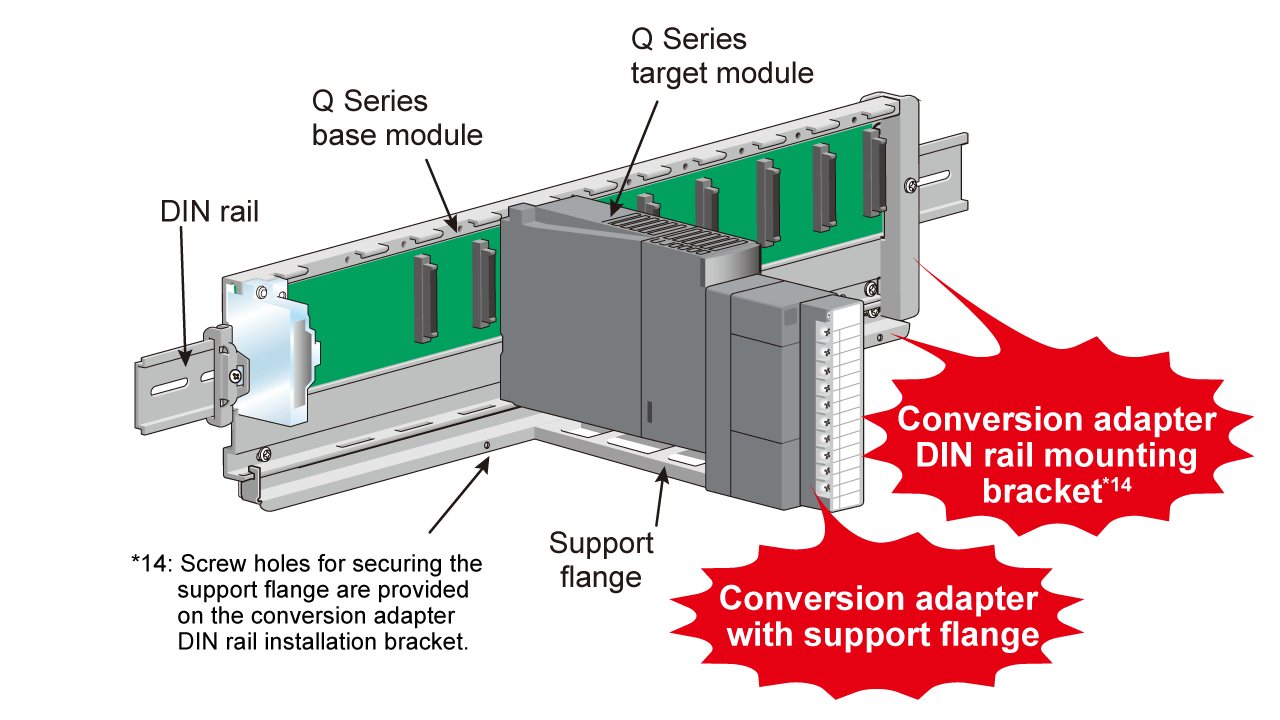 Q Series
target module
Q Series
base module
DIN rail
Conversion adapter
DIN rail mounting
bracket*14
Support
flange
*14: Screw holes for securing the
support flange are provided
on the conversion adapter
DIN rail installation bracket.
Conversion adapter
with support flange